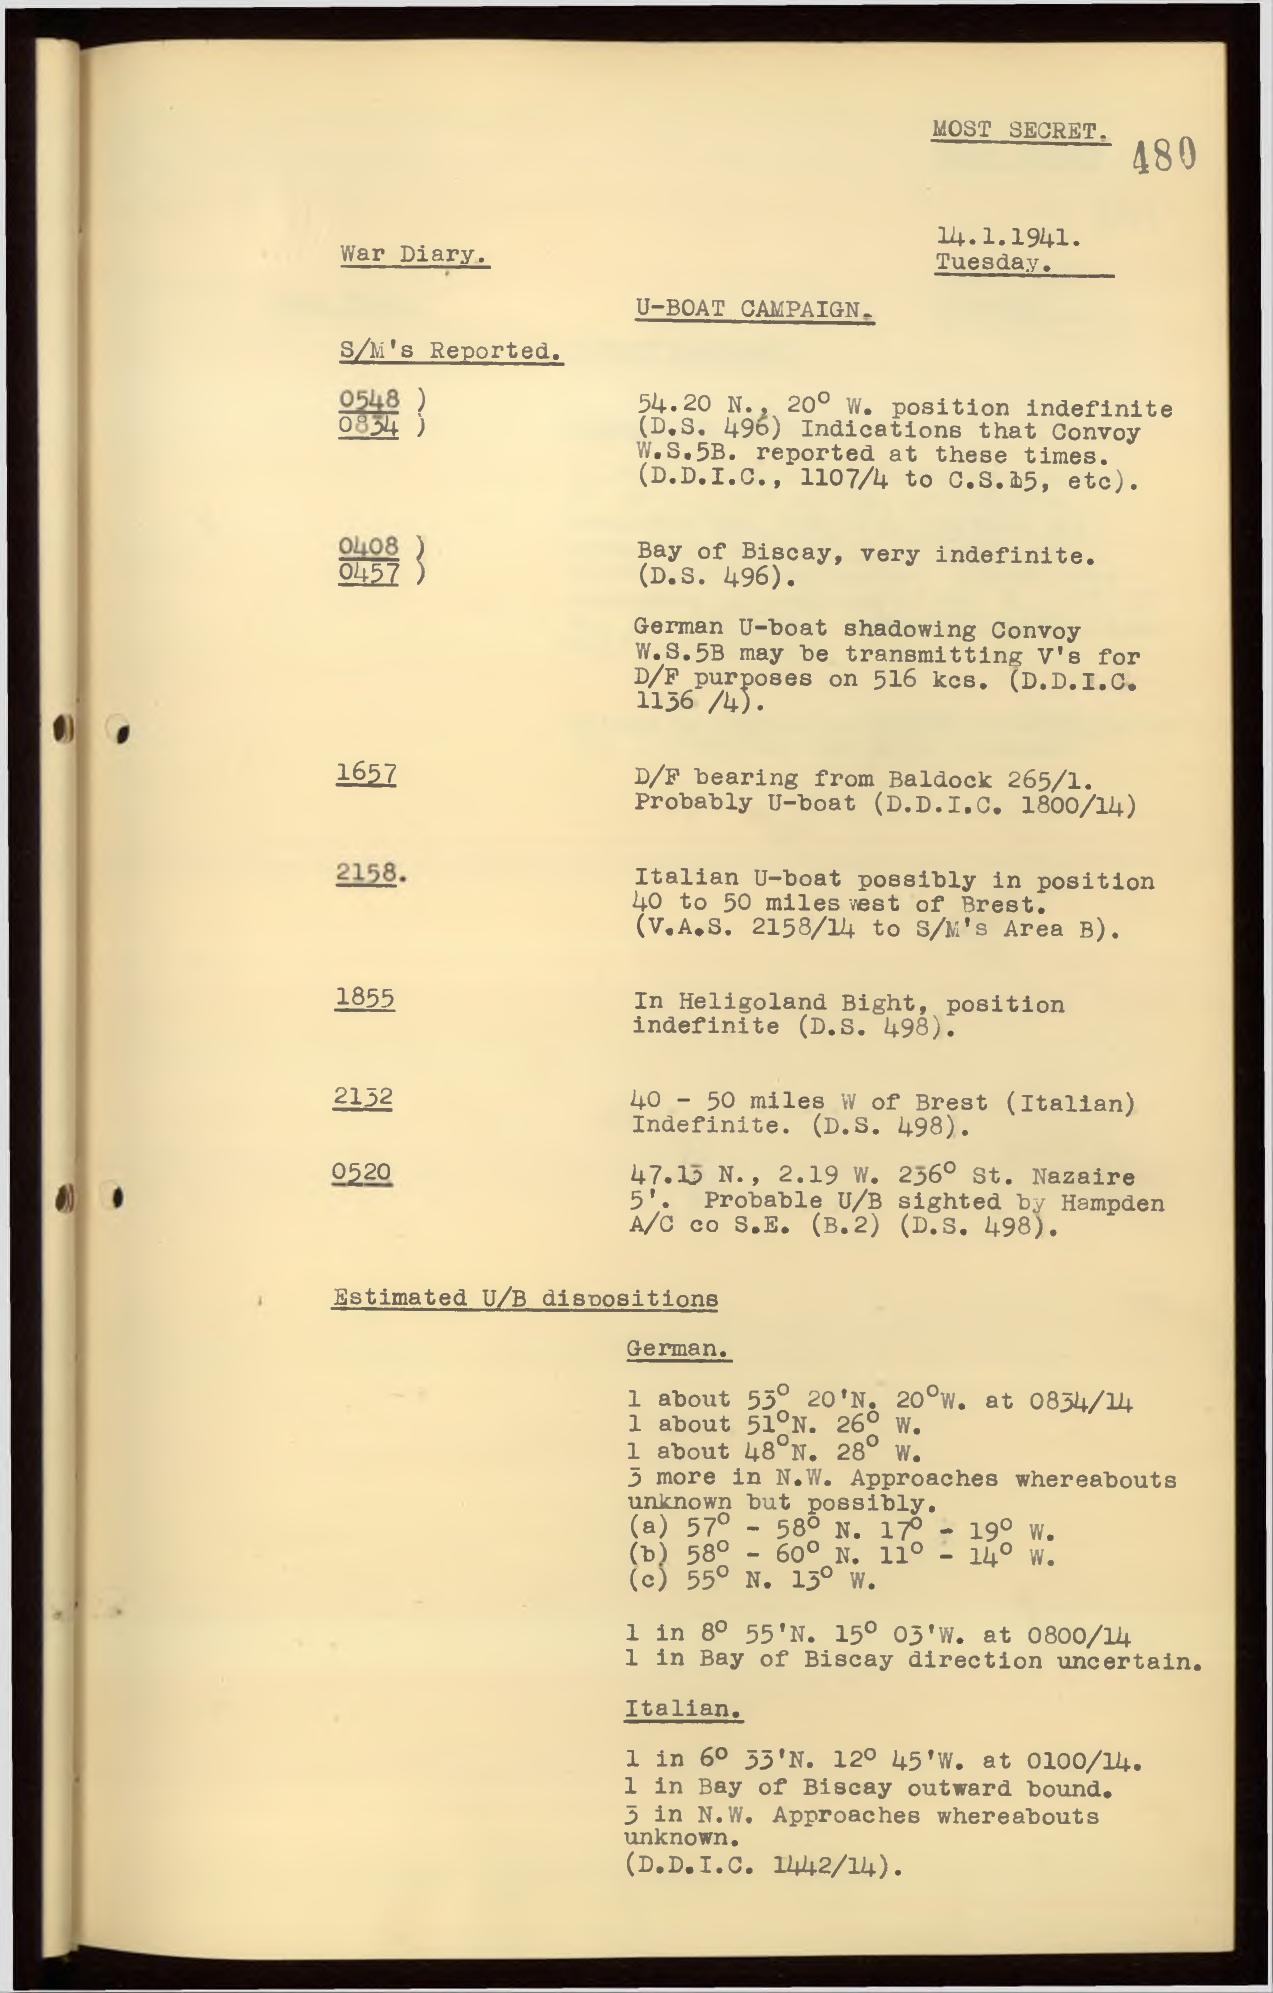 MOST SECRET.
480
14.1.1941.
War Diary.
Tuesday.
U-BOAT CAMPAIGN.
S/M's Reported.
0548 )
0834 )
54.20 N., 20° W. position indefinite
(D.S. 496) Indications that Convoy
W.S.5B. reported at these times.
(D.D.I.C., 1107/4 to C.S.15, etc).
0408 )
0457 )
Bay of Biscay, very indefinite.
(D.S. 496).
German U-boat shadowing Convoy
W.S.5B may be transmitting V's for
D/F purposes on 516 kcs. (D.D.I.C.
1136 /4).
1657
D/F bearing from Baldock 265/1.
Probably U-boat (D.D.I.C. 1800/14)
2158.
Italian U-boat possibly in position
40 to 50 miles west of Brest.
(V.A.S. 2158/14 to S/M's Area B).
1855
In Heligoland Bight, position
indefinite (D.S. 498).
2132
40 - 50 miles W of Brest (Italian)
Indefinite. (D.S. 498).
0520
47.13 N., 2.19 W. 236° St. Nazaire
5'. Probable U/B sighted by Hampden
A/C co S.E. (B.2) (D.S. 498).
Estimated U/B dispositions
German.
1 about 53° 20'N. 20°W. at 0834/14
1 about 51°N. 26° W.
1 about 48°N. 28° W.
3 more in N.W. Approaches whereabouts
unknown but possibly.
(a) 57° - 58° N. 17° - 19° W.
(b) 58° - 60° N. 11° - 14° W.
(c) 55° N. 13° W.
1 in 8° 55'N. 15° 03'W. at 0800/14
1 in Bay of Biscay direction uncertain.
Italian.
1 in 6° 33'N. 12° 45'W. at 0100/14.
1 in Bay of Biscay outward bound.
3 in N.W. Approaches whereabouts
unknown.
(D.D.I.C. 1442/14).